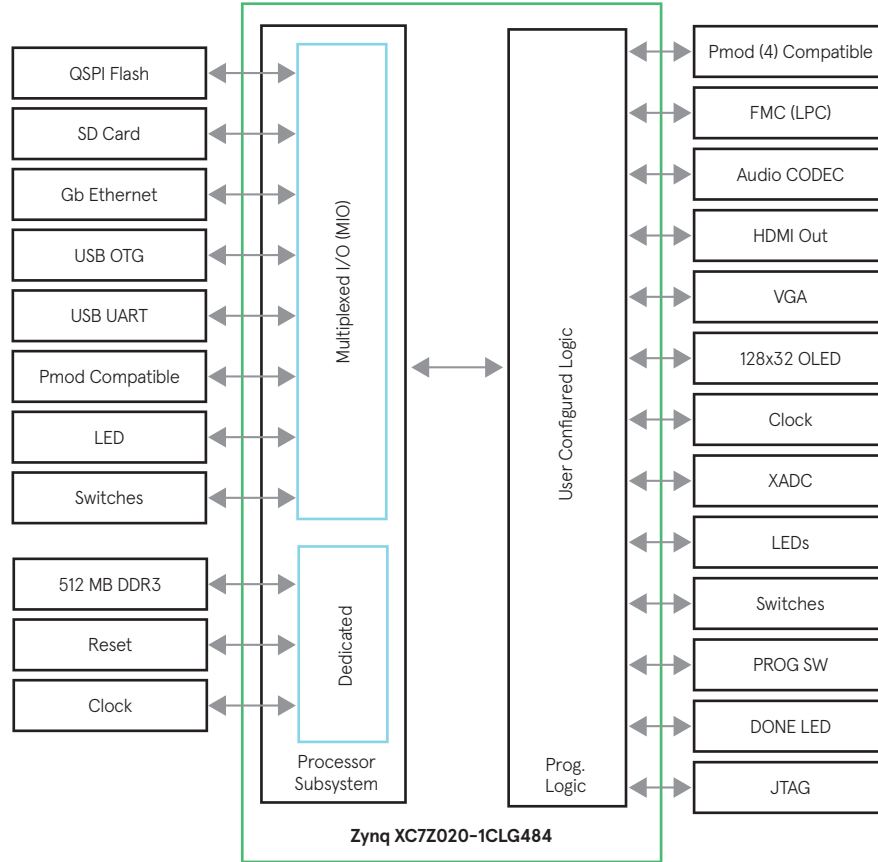 QSPI Flash
SD Card
Gb Ethernet
USB OTG
USB UART
Pmod Compatible
LED
Switches
512 MB DDR3
Reset
Clock
Multiplexed I/O (MIO)
Dedicated
Processor
Subsystem
User Configured Logic
Prog.
Logic
Pmod (4) Compatible
FMC (LPC)
Audio CODEC
HDMI Out
VGA
128x32 OLED
Clock
XADC
LEDs
Switches
PROG SW
DONE LED
JTAG
Zynq XC7Z020-1CLG484